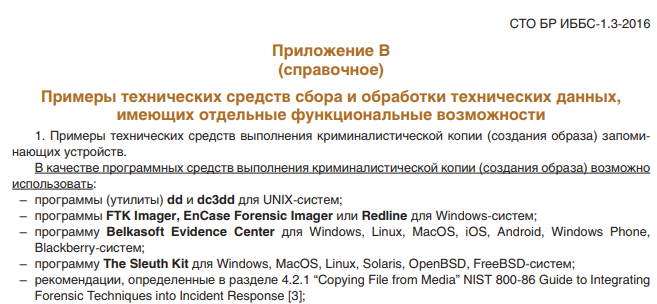 СТО БР ИББС-1.3-2016
Приложение В
(справочное)
Примеры технических средств сбора и обработки технических данных,
имеющих отдельные функциональные возможности
1. Примеры технических средств выполнения криминалистической копии (создания образа) запоми-
нающих устройств.
В качестве программных средств выполнения криминалистической копии (создания образа) возможно
использовать:
– программы (утилиты) dd и dc3dd для UNIX-систем;
– программы FTK Imager, EnCase Forensic Imager или Redline для Windows-систем;
– программу Belkasoft Evidence Center для Windows, Linux, MacOS, iOS, Android, Windows Phone,
Blackberry-систем;
– программу The Sleuth Kit для Windows, MacOS, Linux, Solaris, OpenBSD, FreeBSD-систем;
– рекомендации, определенные в разделе 4.2.1 “Copying File from Media” NIST 800-86 Guide to Integrating
Forensic Techniques into Incident Response [3];